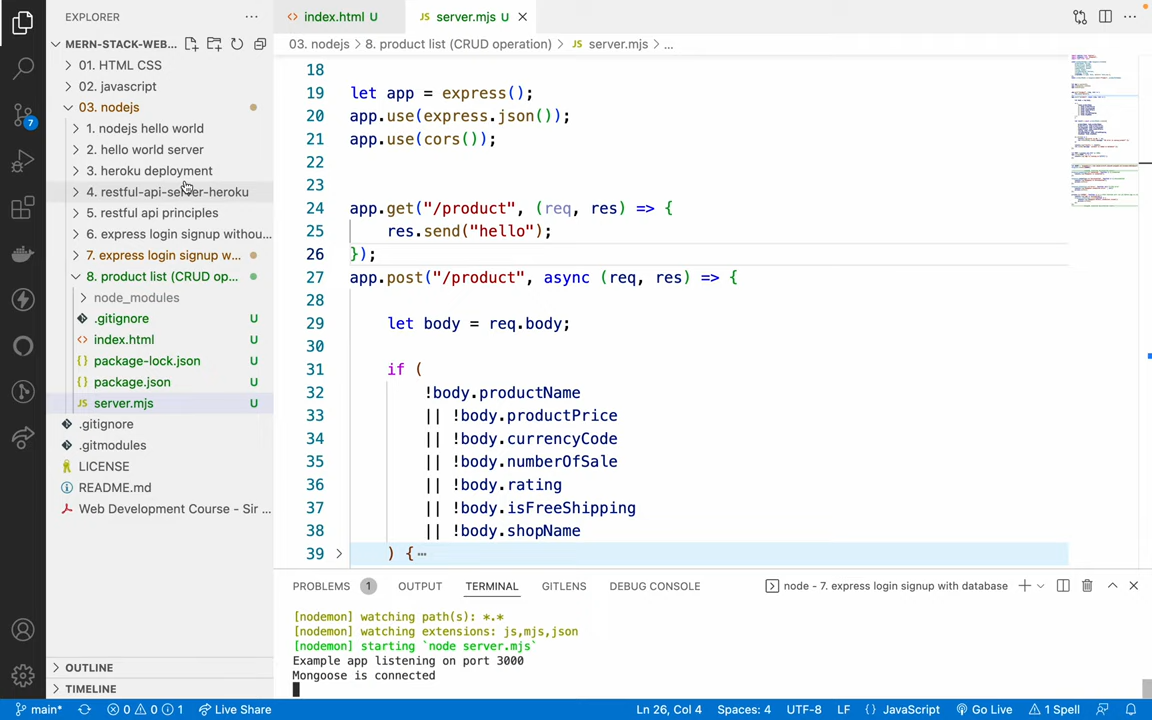 EXPLORER
MERN-STACK-WEB...
01. HTML CSS
02. javascript
03. nodejs
1. nodejs hello world
2. hello world server
3. heroku deployment
4. restful-api-server-heroku
5. restful api principles
6. express login signup withou...
7. express login signup w...
8. product list (CRUD op...
node_modules
.gitignore U
<> index.html U
{} package-lock.json U
{} package.json U
JS server.mjs U
.gitignore
.gitmodules
LICENSE
README.md
Web Development Course - Sir ...
OUTLINE
TIMELINE
7
<> index.html U
JS server.mjs U
03. nodejs > 8. product list (CRUD operation) > JS server.mjs > ...
18
19 let app = express();
20 app.use(express.json());
21 app.use(cors());
22
23
24 app.get("/product", (req, res) => {
25 res.send("hello");
26 });
27 app.post("/product", async (req, res) => {
28
29 let body = req.body;
30
31 if (
32 !body.productName
33 || !body.productPrice
34 || !body.currencyCode
35 || !body.numberOfSale
36 || !body.rating
37 || !body.isFreeShipping
38 || !body.shopName
39 ) {⋯
PROBLEMS 1 OUTPUT TERMINAL GITLENS DEBUG CONSOLE node - 7. express login signup with database
[nodemon] watching path(s): *.*
[nodemon] watching extensions: js,mjs,json
[nodemon] starting `node server.mjs`
Example app listening on port 3000
Mongoose is connected
main* 0 0 1 Live Share Ln 26, Col 4 Spaces: 4 UTF-8 LF {} JavaScript Go Live 1 Spell